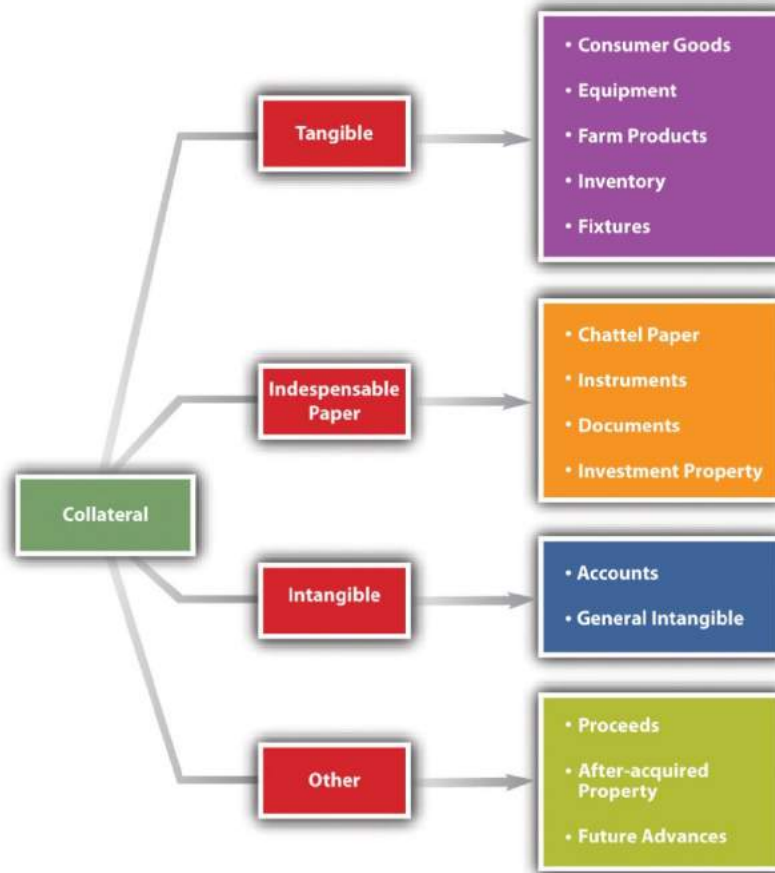 Collateral
Tangible
• Consumer Goods
• Equipment
• Farm Products
• Inventory
• Fixtures
Indespensable
Paper
• Chattel Paper
• Instruments
• Documents
• Investment Property
Intangible
• Accounts
• General Intangible
Other
• Proceeds
• After-acquired
Property
• Future Advances